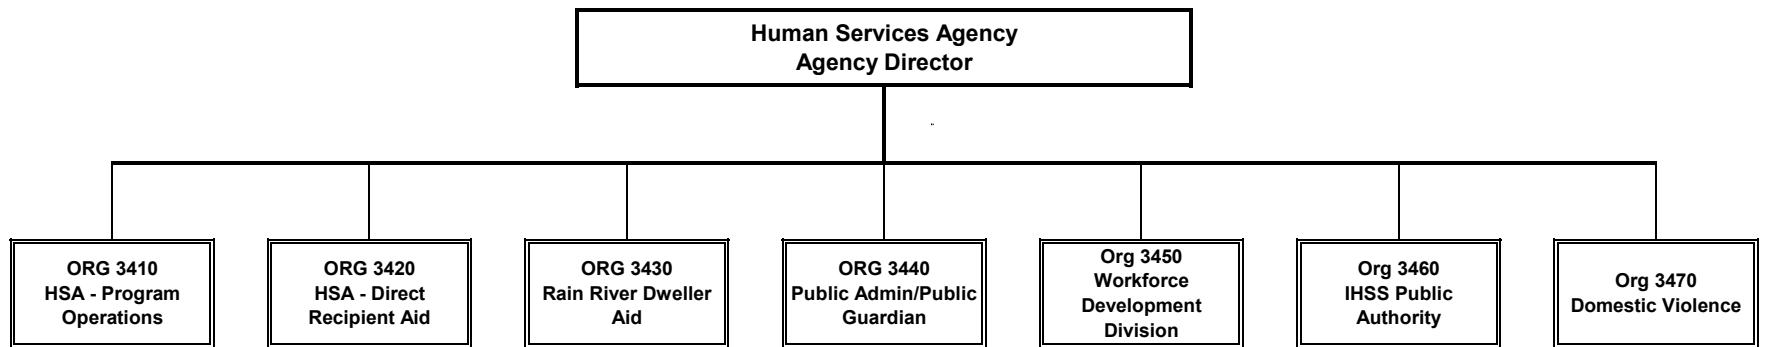 Human Services Agency
Agency Director
ORG 3410
HSA - Program
Operations
ORG 3420
HSA - Direct
Recipient Aid
ORG 3430
Rain River Dweller
Aid
ORG 3440
Public Admin/Public
Guardian
Org 3450
Workforce
Development
Division
Org 3460
IHSS Public
Authority
Org 3470
Domestic Violence